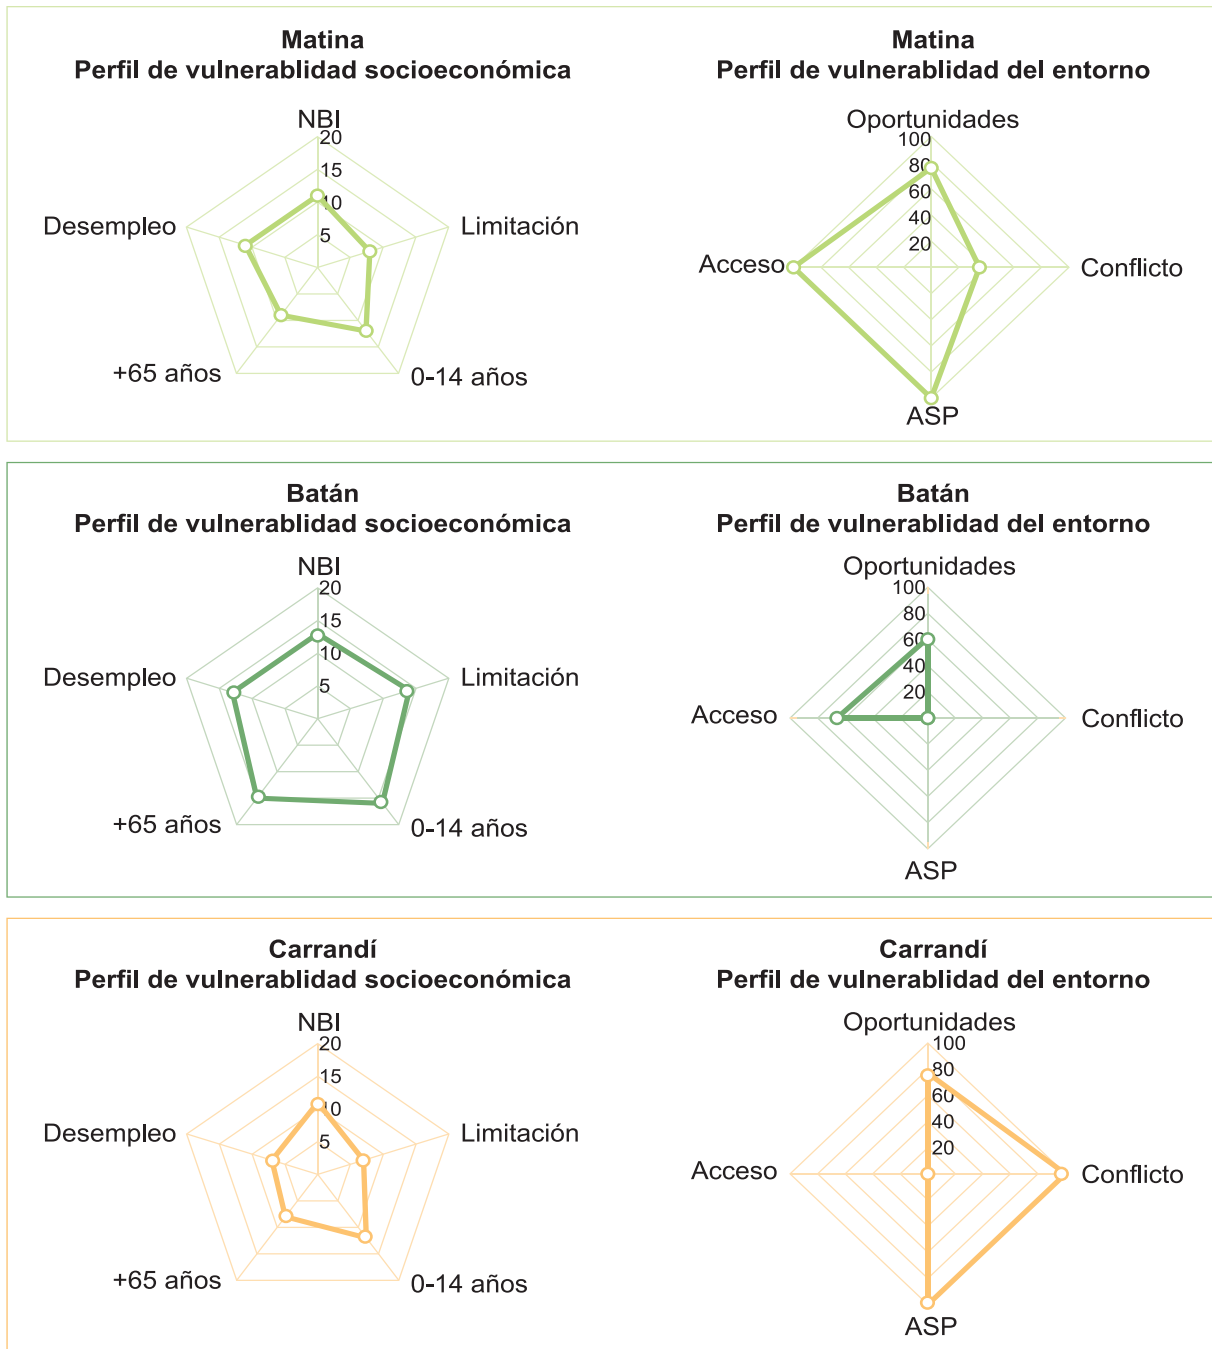 Matina
Perfil de vulnerablidad socioeconómica
NBI
20
15
10
5
Desempleo
Limitación
+65 años
0-14 años
Matina
Perfil de vulnerablidad del entorno
Oportunidades
100
80
60
40
20
Acceso
Conflicto
ASP
Batán
Perfil de vulnerablidad socioeconómica
NBI
20
15
10
5
Desempleo
Limitación
+65 años
0-14 años
Batán
Perfil de vulnerablidad del entorno
Oportunidades
100
80
60
40
20
Acceso
Conflicto
ASP
Carrandí
Perfil de vulnerablidad socioeconómica
NBI
20
15
10
5
Desempleo
Limitación
+65 años
0-14 años
Carrandí
Perfil de vulnerablidad del entorno
Oportunidades
100
80
60
40
20
Acceso
Conflicto
ASP